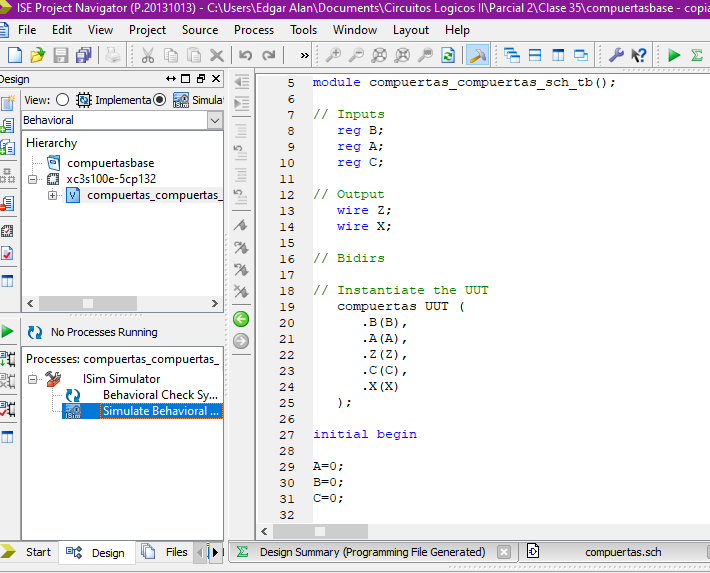 ISE Project Navigator (P.20131013) - C:\Users\Edgar Alan\Documents\Circuitos Logicos II\Parcial 2\Clase 35\compuertasbase - copia
File Edit View Project Source Process Tools Window Layout Help
Design
View: Implementa Simula
Behavioral
Hierarchy
compuertasbase
xc3s100e-5cp132
compuertas_compuertas_
No Processes Running
Processes: compuertas_compuertas_
ISim Simulator
Behavioral Check Sy...
Simulate Behavioral ...
Start Design Files
5 module compuertas_compuertas_sch_tb();
6
7 // Inputs
8 reg B;
9 reg A;
10 reg C;
11
12 // Output
13 wire Z;
14 wire X;
15
16 // Bidirs
17
18 // Instantiate the UUT
19 compuertas UUT (
20 .B(B),
21 .A(A),
22 .Z(Z),
23 .C(C),
24 .X(X)
25 );
26
27 initial begin
28
29 A=0;
30 B=0;
31 C=0;
32
Design Summary (Programming File Generated) compuertas.sch